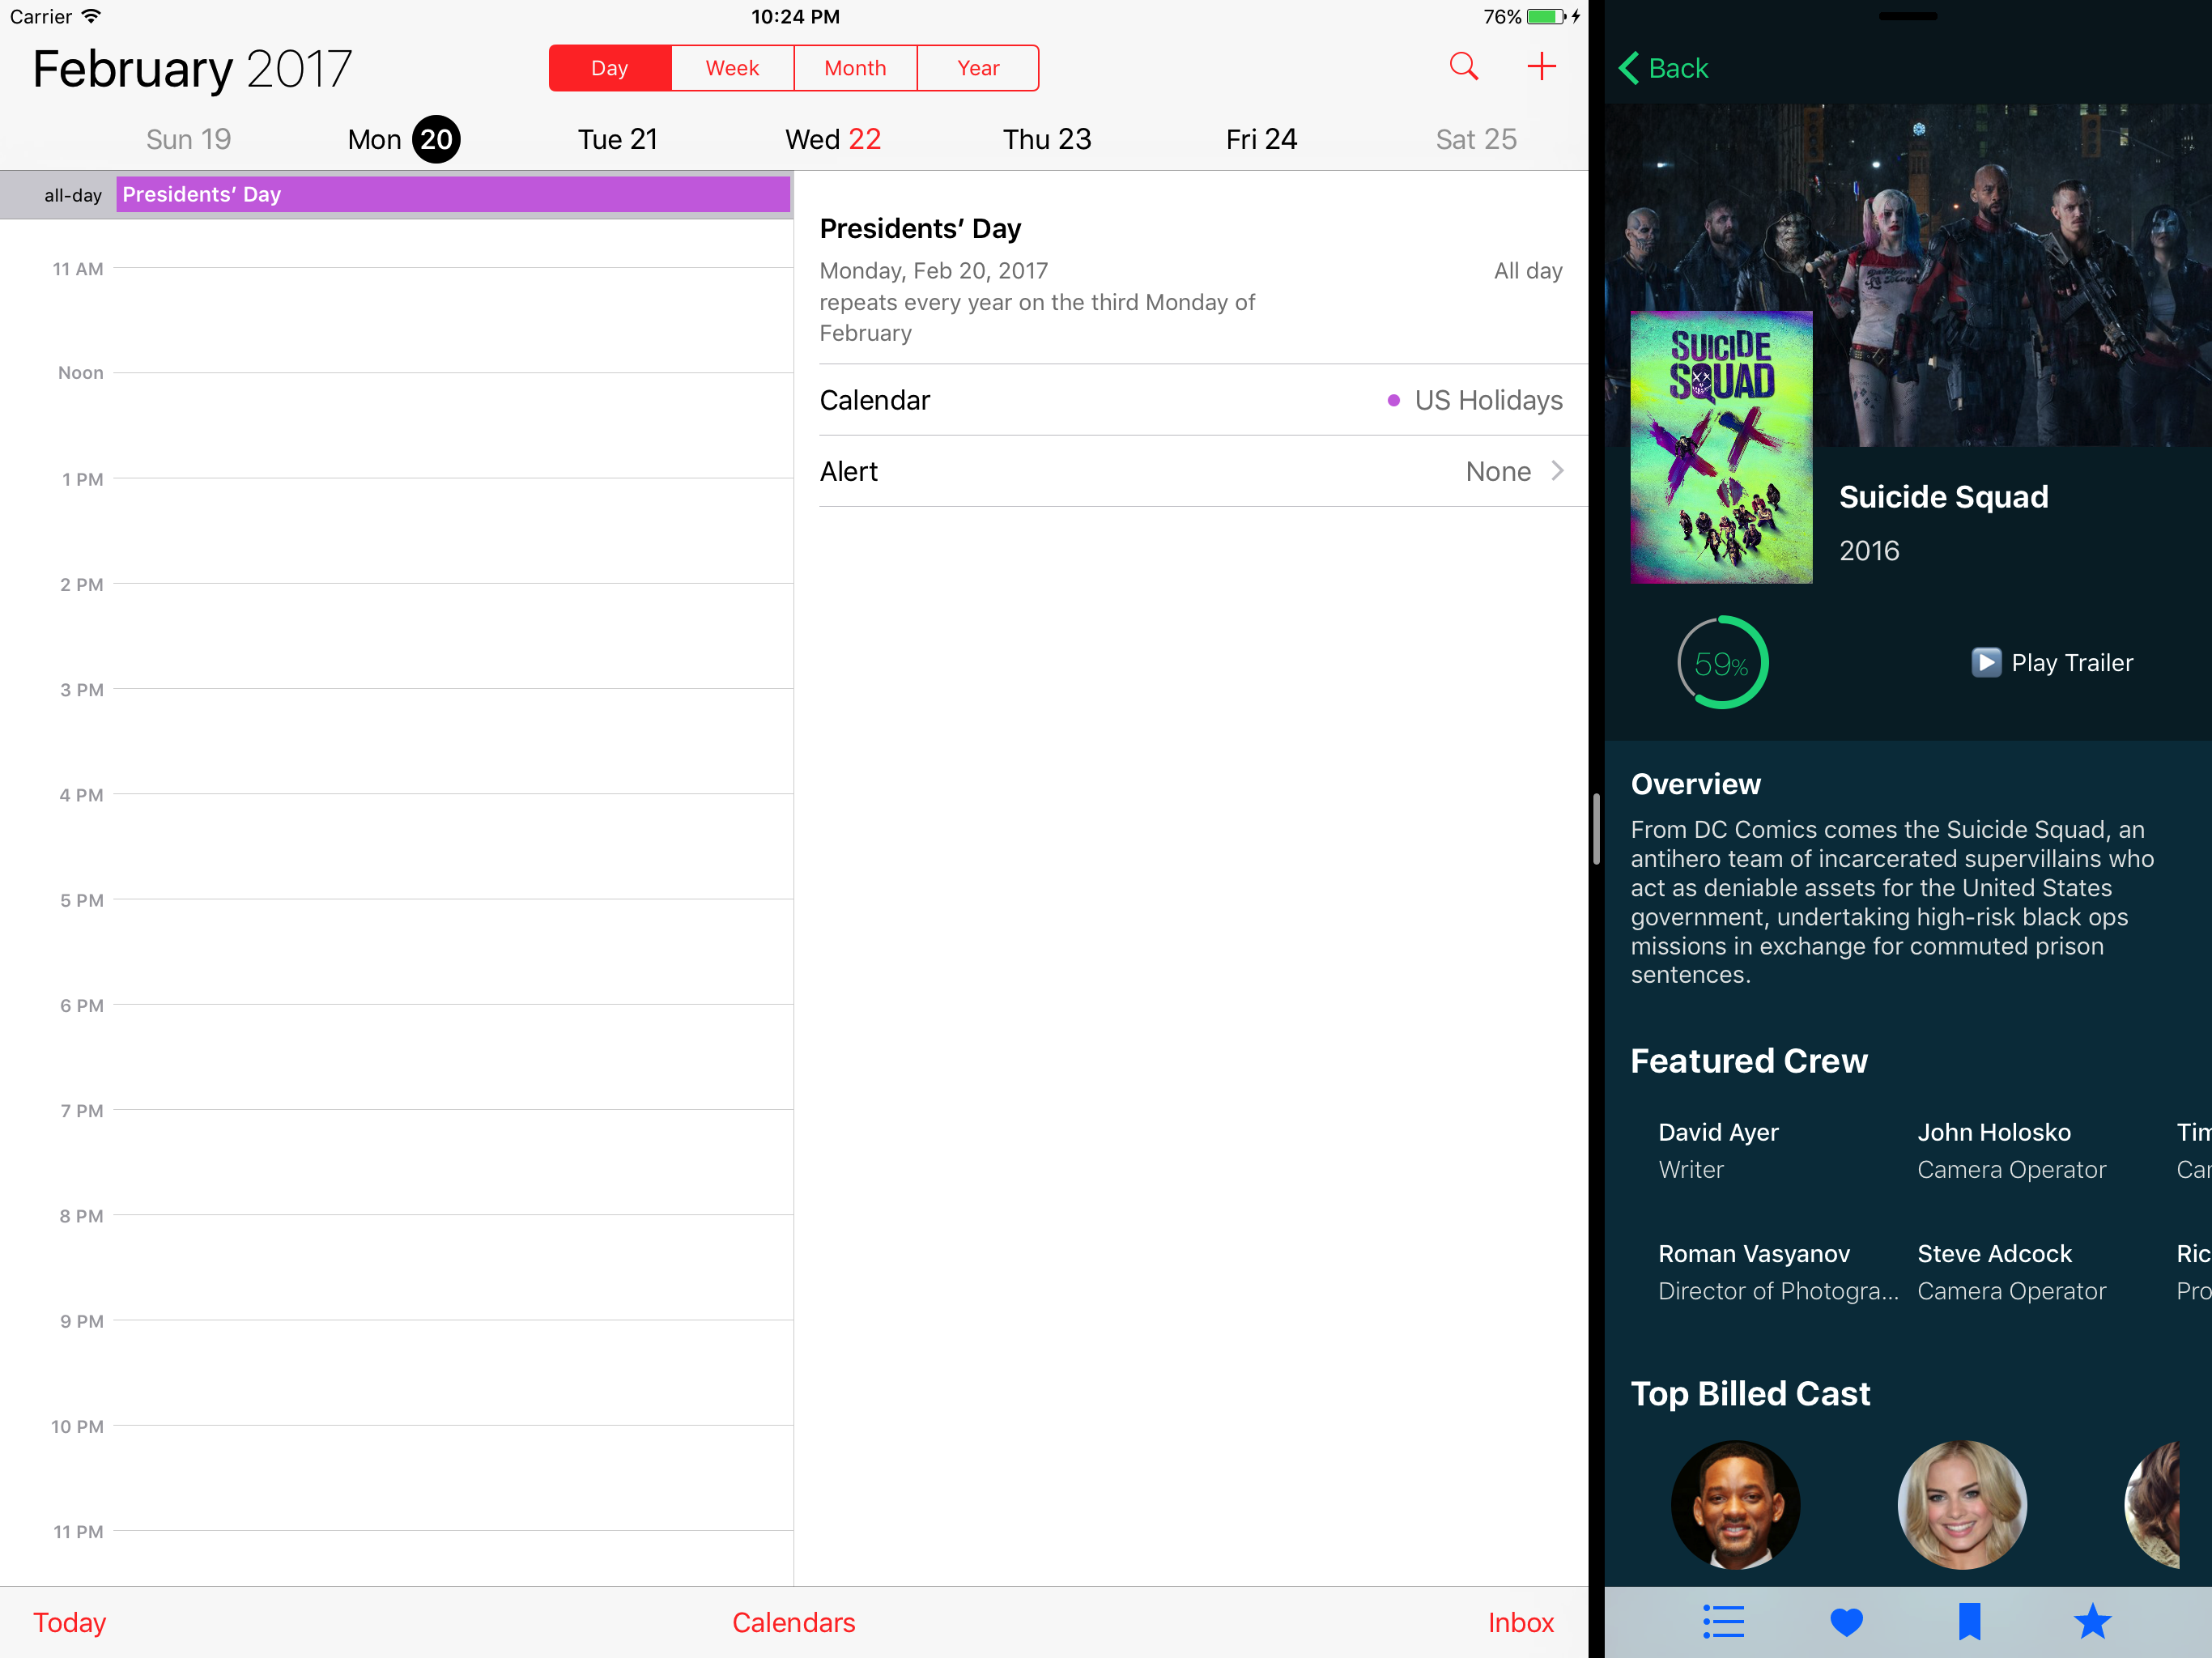 Carrier
10:24 PM
76%
February 2017
Day
Week
Month
Year
Sun 19
Mon 20
Tue 21
Wed 22
Thu 23
Fri 24
Sat 25
all-day
Presidents’ Day
11 AM
Noon
1 PM
2 PM
3 PM
4 PM
5 PM
6 PM
7 PM
8 PM
9 PM
10 PM
11 PM
Presidents’ Day
Monday, Feb 20, 2017
All day
repeats every year on the third Monday of
February
Calendar
US Holidays
Alert
None
Today
Calendars
Inbox
Back
SUICIDE
SQUAD
Suicide Squad
2016
59%
Play Trailer
Overview
From DC Comics comes the Suicide Squad, an
antihero team of incarcerated supervillains who
act as deniable assets for the United States
government, undertaking high-risk black ops
missions in exchange for commuted prison
sentences.
Featured Crew
David Ayer
Writer
John Holosko
Camera Operator
Roman Vasyanov
Director of Photogra...
Steve Adcock
Camera Operator
Top Billed Cast